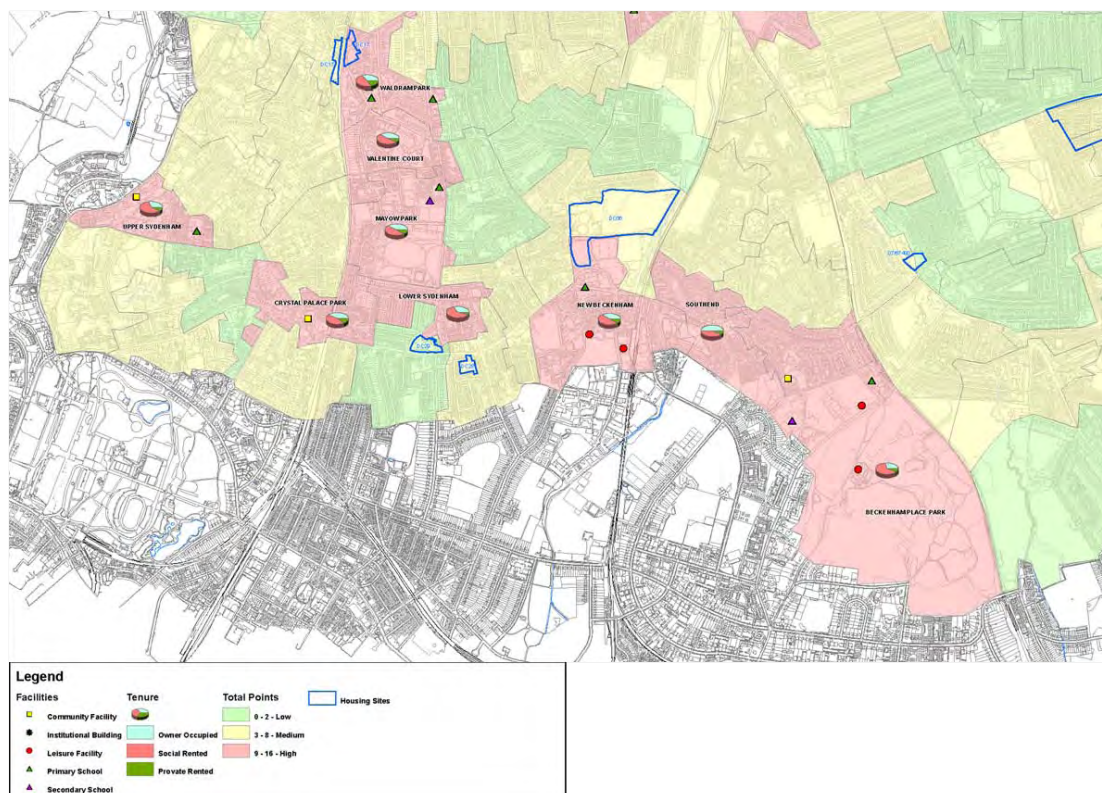 WALDRAM PARK
VALENTINE COURT
MAYOW PARK
UPPER SYDENHAM
CRYSTAL PALACE PARK
LOWER SYDENHAM
NEW BECKENHAM
SOUTHEND
BECKENHAMPLACE PARK
Legend
Facilities
Community Facility
Institutional Building
Leisure Facility
Primary School
Secondary School
Tenure
Owner Occupied
Social Rented
Provate Rented
Total Points
0 - 2 - Low
3 - 8 - Medium
9 - 16 - High
Housing Sites